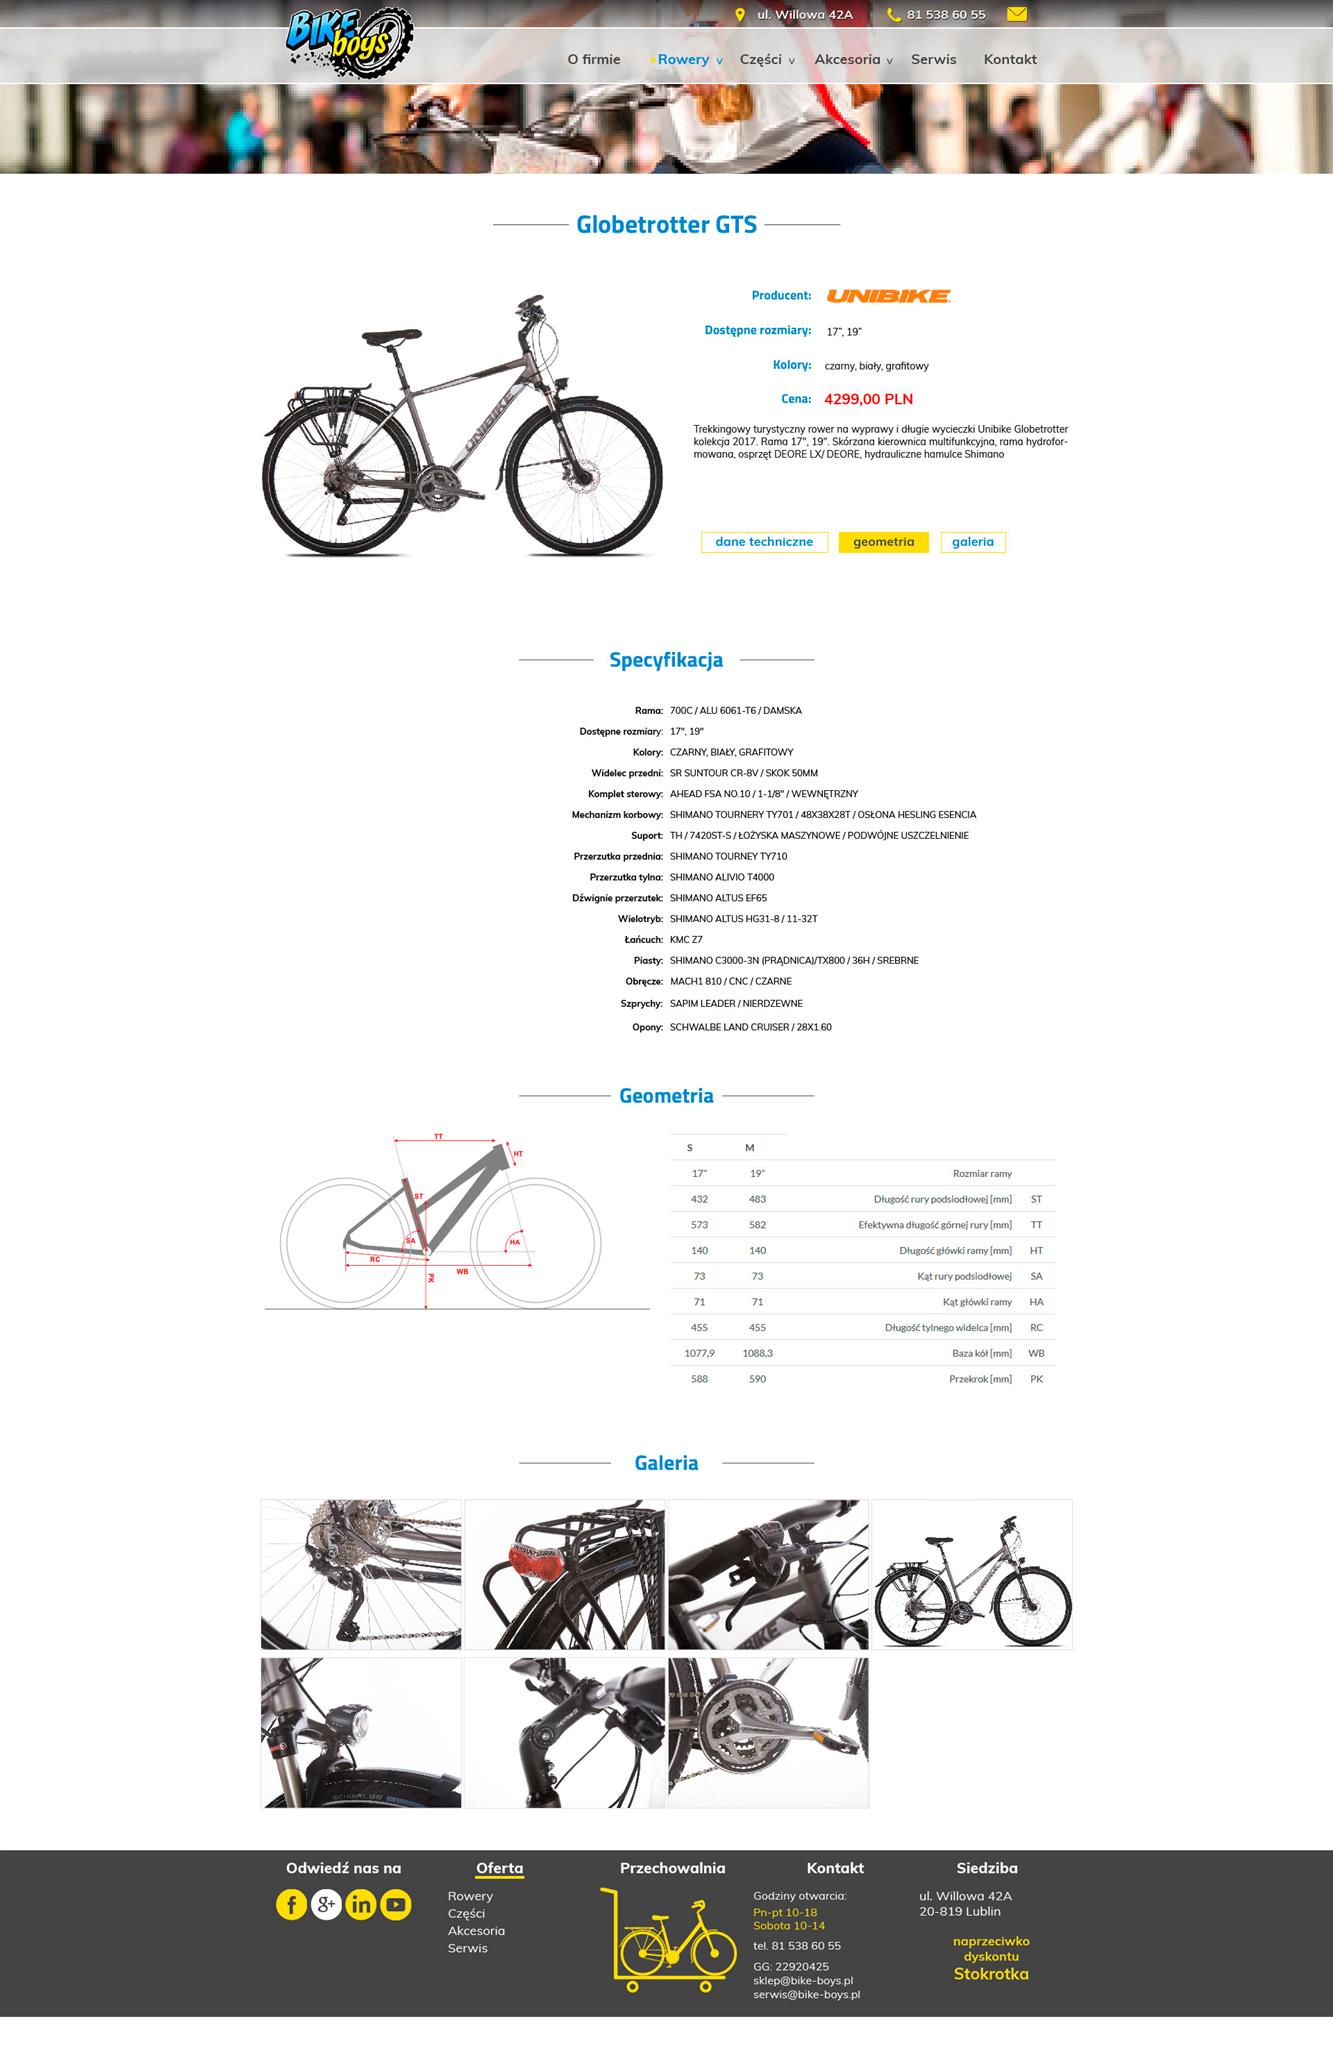 BIKE
boys
ul. Willowa 42A
81 538 60 55
O firmie
Rowery v
Części v
Akcesoria v
Serwis
Kontakt
Globetrotter GTS
UNIBIKE
Producent: UNIBIKE
Dostępne rozmiary: 17", 19"
Kolory: czarny, biały, grafitowy
Cena: 4299,00 PLN
Trekkingowy turystyczny rower na wyprawy i długie wycieczki Unibike Globetrotter
kolekcja 2017. Rama 17", 19". Skórzana kierownica multifunkcyjna, rama hydrofor-
mowana, osprzęt DEORE LX/ DEORE, hydrauliczne hamulce Shimano
dane techniczne
geometria
galeria
Specyfikacja
Rama: 700C / ALU 6061-T6 / DAMSKA
Dostępne rozmiary: 17", 19"
Kolory: CZARNY, BIAŁY, GRAFITOWY
Widelec przedni: SR SUNTOUR CR-8V / SKOK 50MM
Komplet sterowy: AHEAD FSA NO.10 / 1-1/8" / WEWNĘTRZNY
Mechanizm korbowy: SHIMANO TOURNERY TY701 / 48X38X28T / OSŁONA HESLING ESENCIA
Suport: TH / 7420ST-S / ŁOŻYSKA MASZYNOWE / PODWÓJNE USZCZELNIENIE
Przerzutka przednia: SHIMANO TOURNEY TY710
Przerzutka tylna: SHIMANO ALIVIO T4000
Dźwignie przerzutek: SHIMANO ALTUS EF65
Wielotryb: SHIMANO ALTUS HG31-8 / 11-32T
Łańcuch: KMC Z7
Piasty: SHIMANO C3000-3N (PRĄDNICA)/TX800 / 36H / SREBRNE
Obręcze: MACH1 810 / CNC / CZARNE
Szprychy: SAPIM LEADER / NIERDZEWNE
Opony: SCHWALBE LAND CRUISER / 28X1.60
Geometria
TT
HT
ST
SA
HA
RC
WB
PK
S M
17" 19" Rozmiar ramy
432 483 Długość rury podsiodłowej [mm] ST
573 582 Efektywna długość górnej rury [mm] TT
140 140 Długość główki ramy [mm] HT
73 73 Kąt rury podsiodłowej SA
71 71 Kąt główki ramy HA
455 455 Długość tylnego widelca [mm] RC
1077,9 1088,3 Baza kół [mm] WB
588 590 Przekrok [mm] PK
Galeria
SCHWALBE
Odwiedź nas na
f
g+
in
Oferta
Rowery
Części
Akcesoria
Serwis
Przechowalnia
Kontakt
Godziny otwarcia:
Pn-pt 10-18
Sobota 10-14
tel. 81 538 60 55
GG: 22920425
sklep@bike-boys.pl
serwis@bike-boys.pl
Siedziba
ul. Willowa 42A
20-819 Lublin
naprzeciwko
dyskontu
Stokrotka